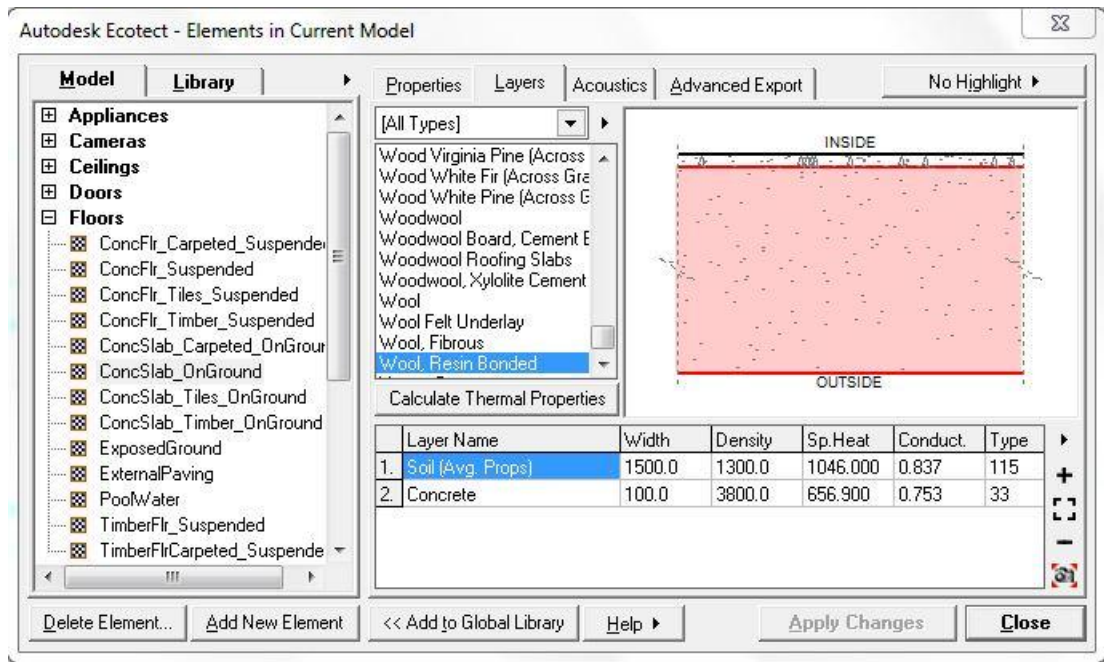 Autodesk Ecotect - Elements in Current Model
Model
Library
Properties
Layers
Acoustics
Advanced Export
No Highlight
Appliances
Cameras
Ceilings
Doors
Floors
ConcFlr_Carpeted_Suspende
ConcFlr_Suspended
ConcFlr_Tiles_Suspended
ConcFlr_Timber_Suspended
ConcSlab_Carpeted_OnGroun
ConcSlab_OnGround
ConcSlab_Tiles_OnGround
ConcSlab_Timber_OnGround
ExposedGround
ExternalPaving
PoolWater
TimberFlr_Suspended
TimberFlrCarpeted_Suspende
[All Types]
Wood Virginia Pine (Across
Wood White Fir (Across Gra
Wood White Pine (Across G
Woodwool
Woodwool Board, Cement B
Woodwool Roofing Slabs
Woodwool, Xylolite Cement
Wool
Wool Felt Underlay
Wool, Fibrous
Wool, Resin Bonded
Calculate Thermal Properties
INSIDE
OUTSIDE
Layer Name Width Density Sp.Heat Conduct. Type
1. Soil (Avg. Props) 1500.0 1300.0 1046.000 0.837 115
2. Concrete 100.0 3800.0 656.900 0.753 33
Delete Element...
Add New Element
<< Add to Global Library
Help
Apply Changes
Close